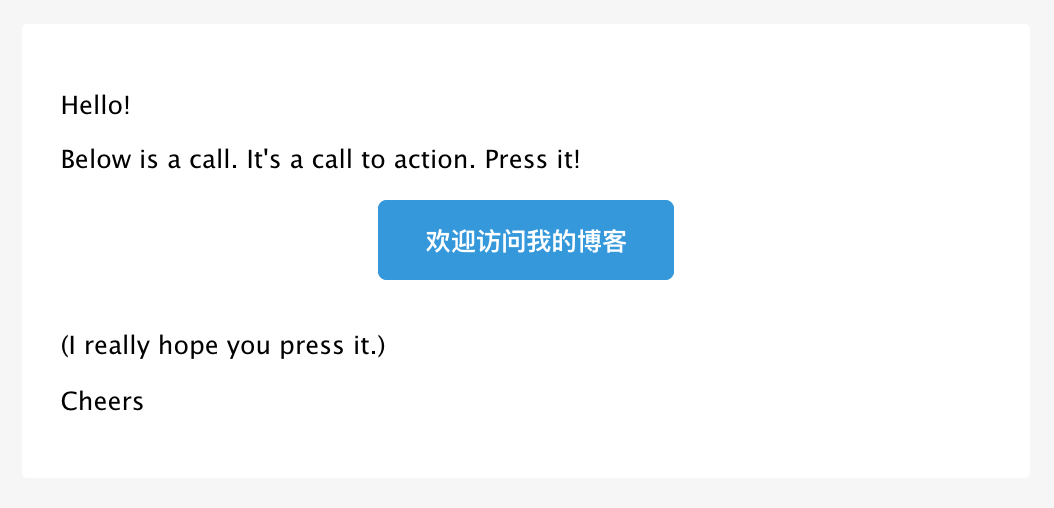 Hello!
Below is a call. It's a call to action. Press it!
欢迎访问我的博客
(I really hope you press it.)
Cheers